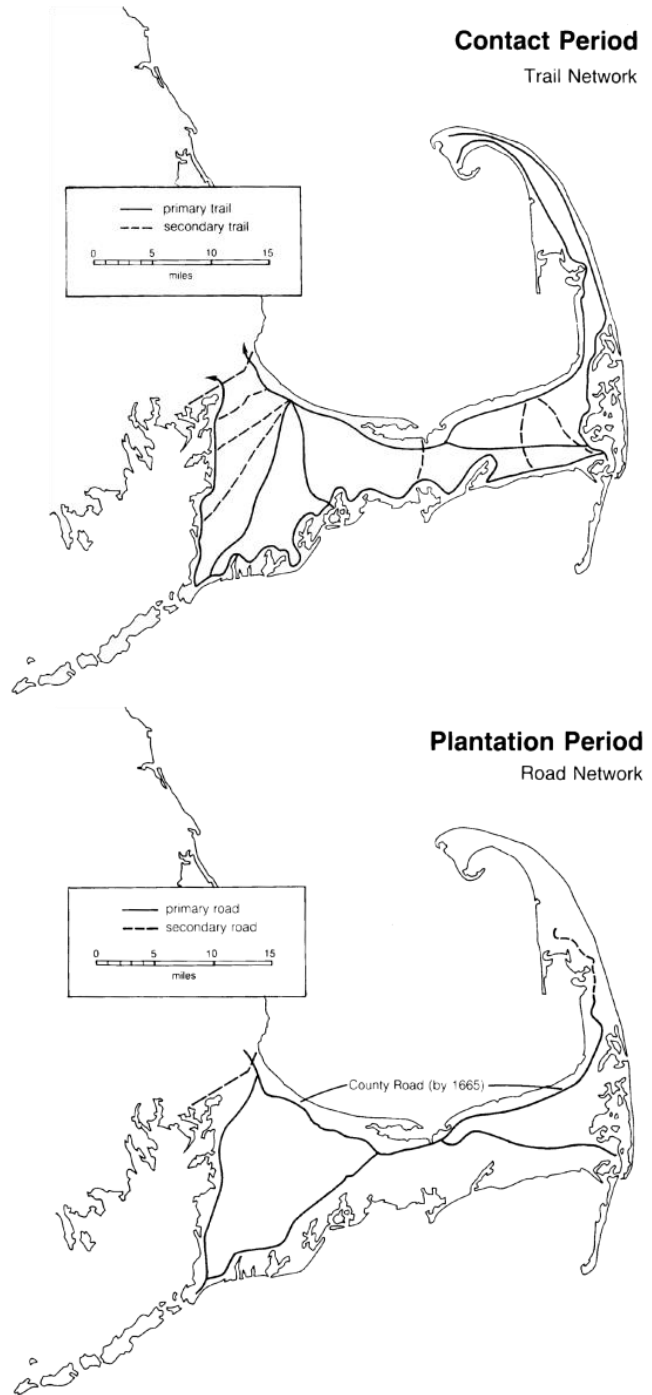 Contact Period
Trail Network
primary trail
secondary trail
0 5 10 15
miles
Plantation Period
Road Network
primary road
secondary road
0 5 10 15
miles
County Road (by 1665)